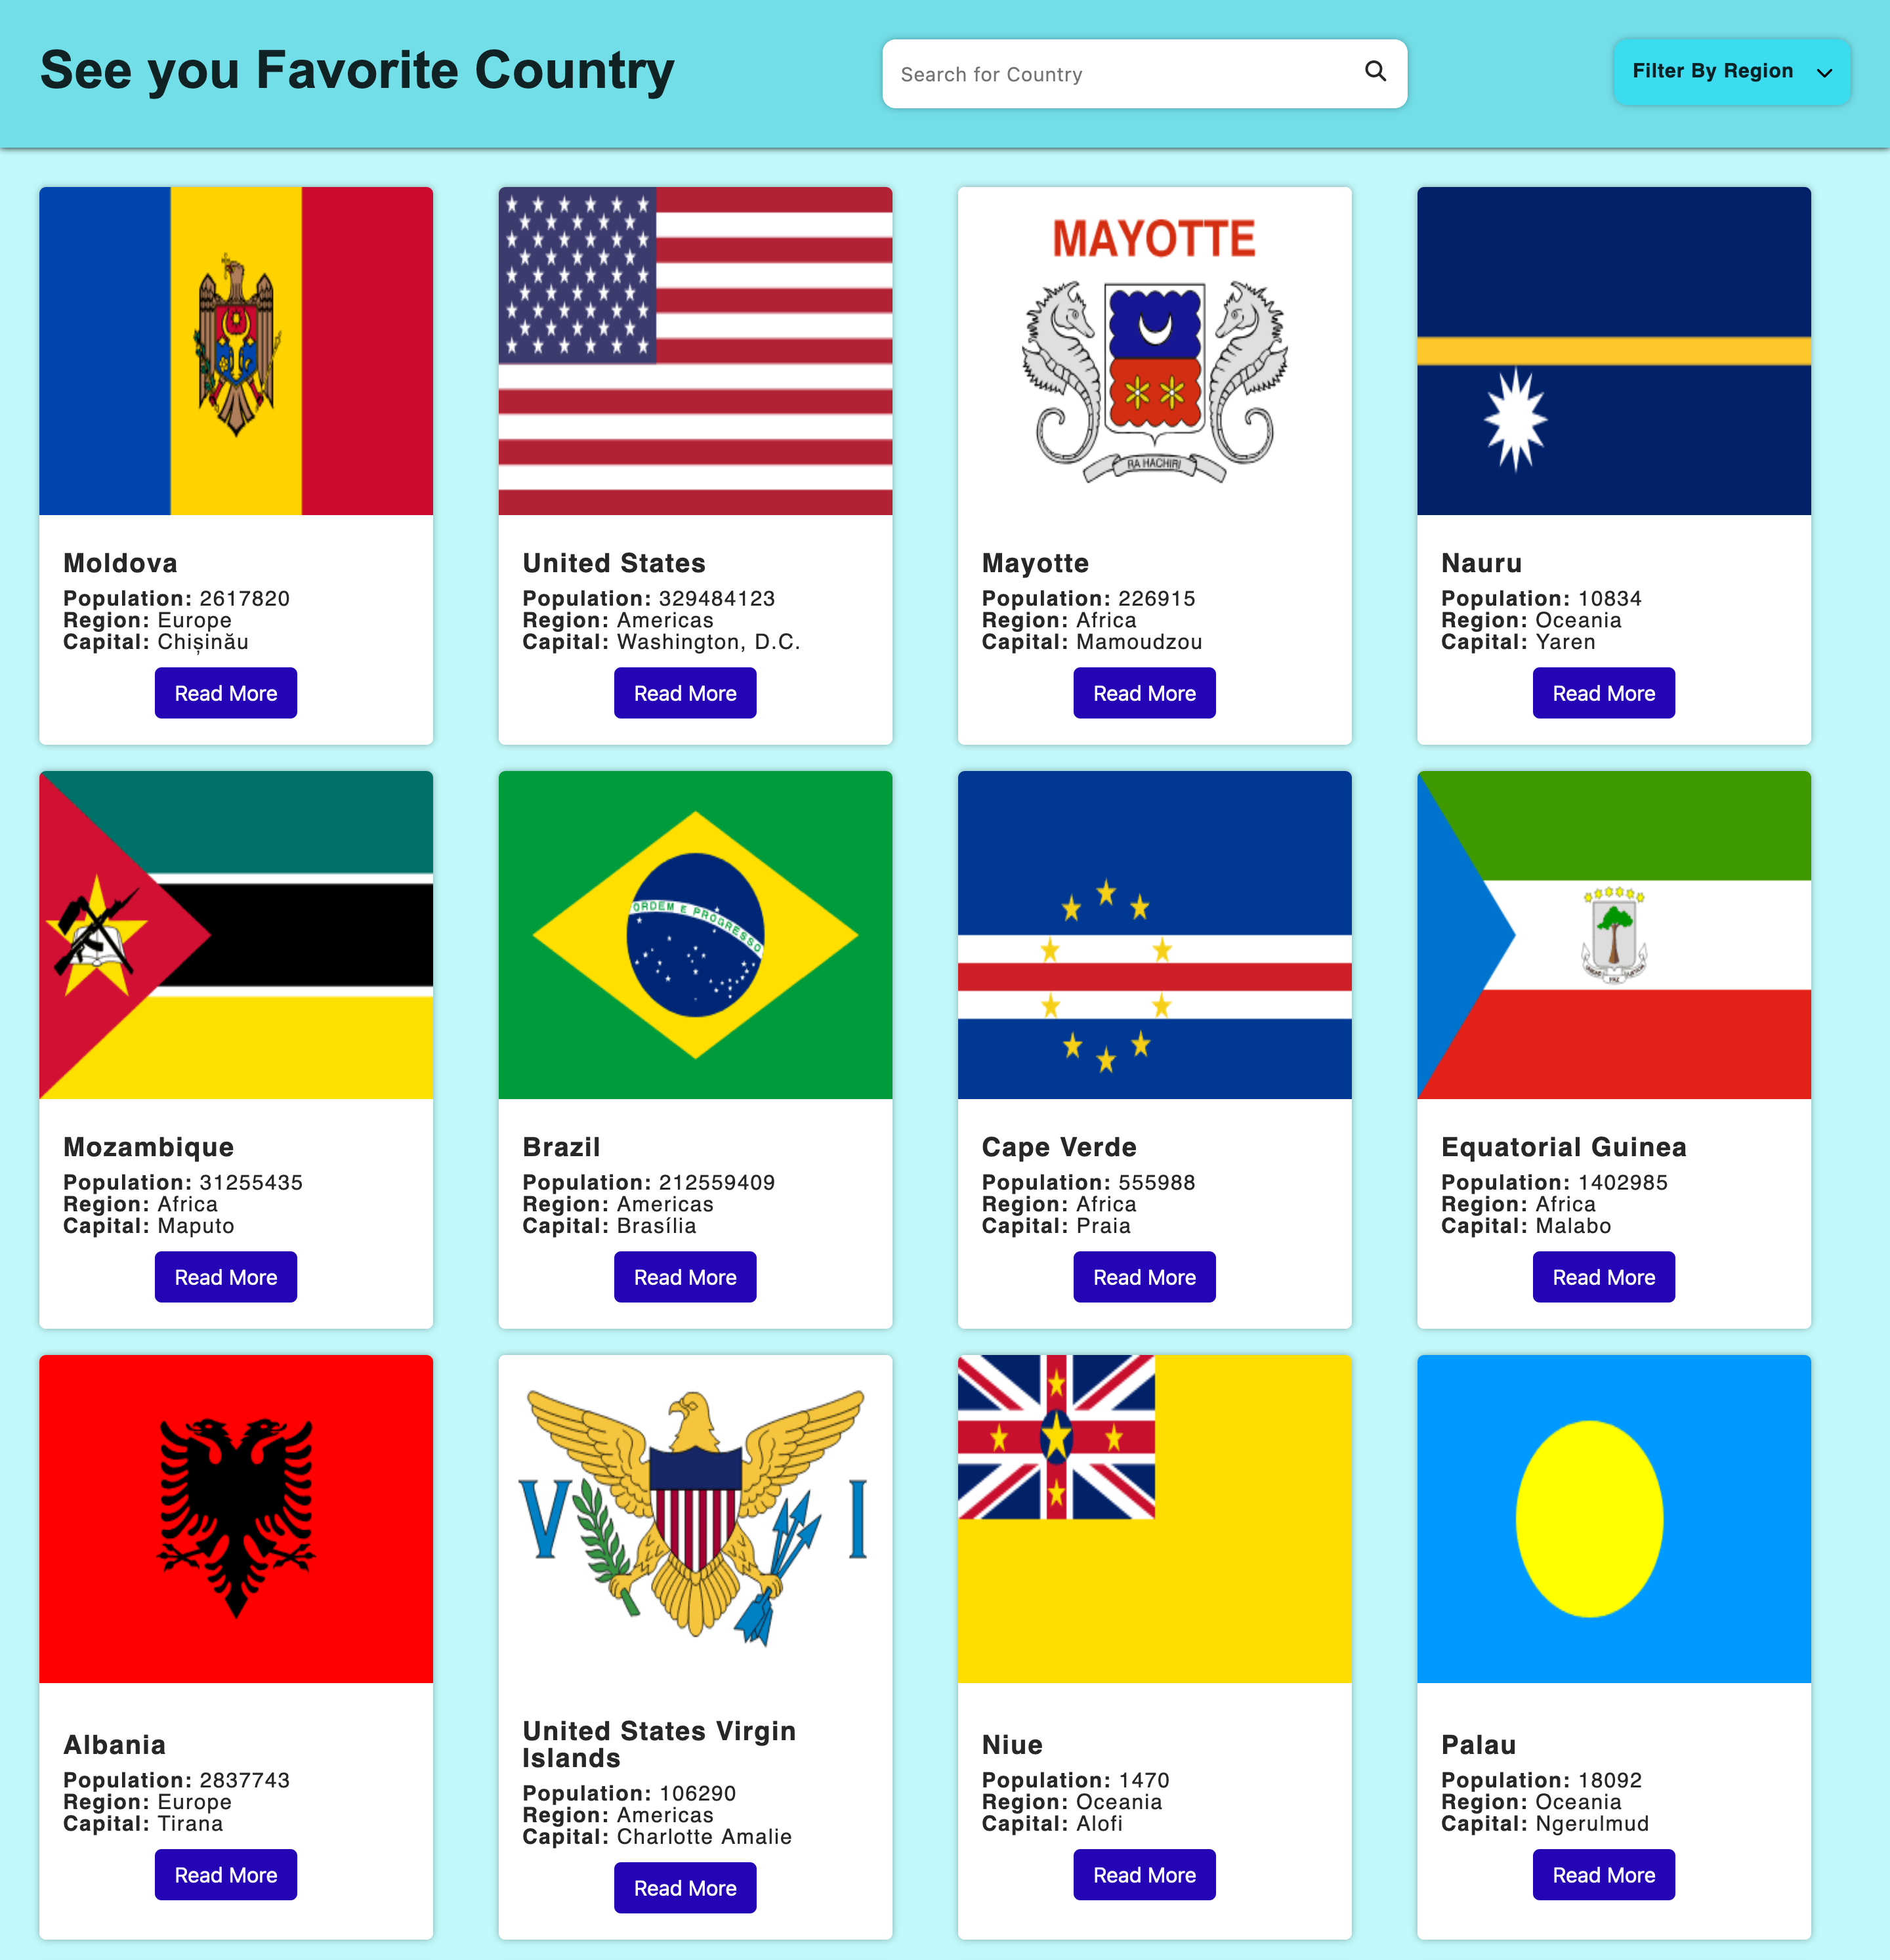 See you Favorite Country
Search for Country
Filter By Region
MAYOTTE
RA HACHIRI
Moldova
Population: 2617820
Region: Europe
Capital: Chișinău
Read More
United States
Population: 329484123
Region: Americas
Capital: Washington, D.C.
Read More
Mayotte
Population: 226915
Region: Africa
Capital: Mamoudzou
Read More
Nauru
Population: 10834
Region: Oceania
Capital: Yaren
Read More
ORDEM E PROGRESSO
Mozambique
Population: 31255435
Region: Africa
Capital: Maputo
Read More
Brazil
Population: 212559409
Region: Americas
Capital: Brasília
Read More
Cape Verde
Population: 555988
Region: Africa
Capital: Praia
Read More
Equatorial Guinea
Population: 1402985
Region: Africa
Capital: Malabo
Read More
V I
Albania
Population: 2837743
Region: Europe
Capital: Tirana
Read More
United States Virgin
Islands
Population: 106290
Region: Americas
Capital: Charlotte Amalie
Read More
Niue
Population: 1470
Region: Oceania
Capital: Alofi
Read More
Palau
Population: 18092
Region: Oceania
Capital: Ngerulmud
Read More